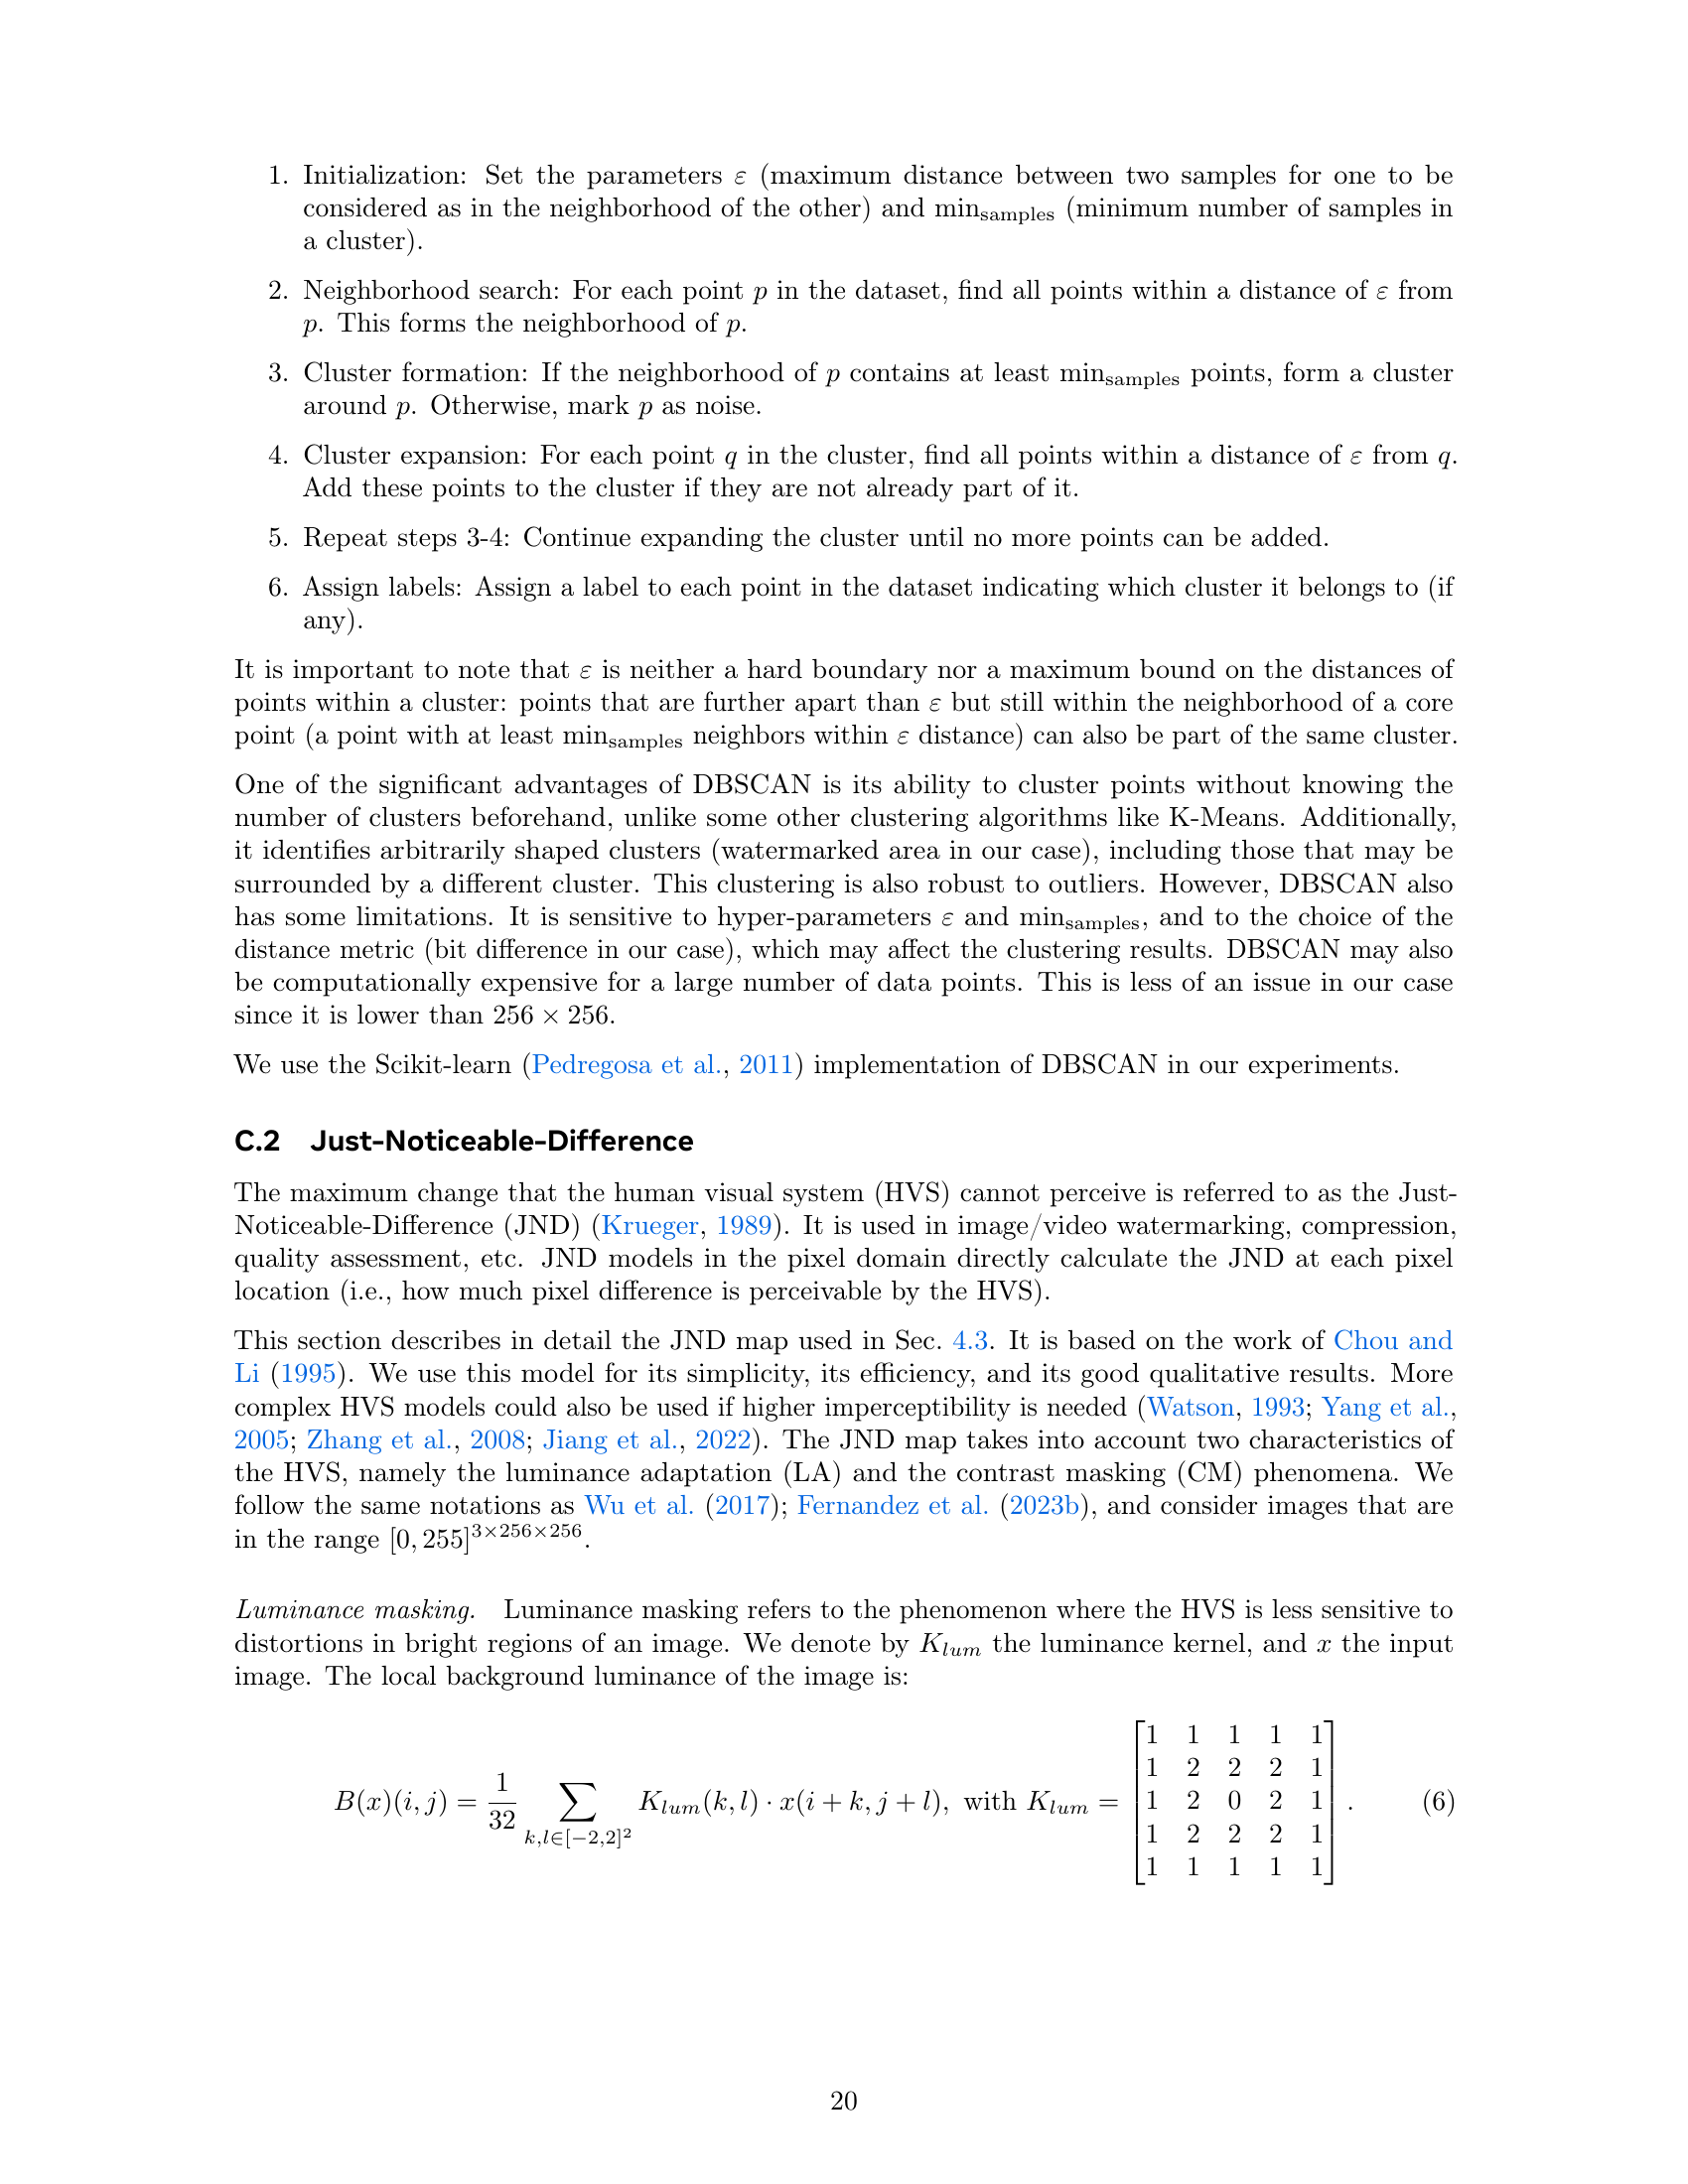 1. Initialization: Set the parameters ε (maximum distance between two samples for one to be
considered as in the neighborhood of the other) and min_samples (minimum number of samples in
a cluster).
2. Neighborhood search: For each point p in the dataset, find all points within a distance of ε from
p. This forms the neighborhood of p.
3. Cluster formation: If the neighborhood of p contains at least min_samples points, form a cluster
around p. Otherwise, mark p as noise.
4. Cluster expansion: For each point q in the cluster, find all points within a distance of ε from q.
Add these points to the cluster if they are not already part of it.
5. Repeat steps 3-4: Continue expanding the cluster until no more points can be added.
6. Assign labels: Assign a label to each point in the dataset indicating which cluster it belongs to (if
any).
It is important to note that ε is neither a hard boundary nor a maximum bound on the distances of
points within a cluster: points that are further apart than ε but still within the neighborhood of a core
point (a point with at least min_samples neighbors within ε distance) can also be part of the same cluster.
One of the significant advantages of DBSCAN is its ability to cluster points without knowing the
number of clusters beforehand, unlike some other clustering algorithms like K-Means. Additionally,
it identifies arbitrarily shaped clusters (watermarked area in our case), including those that may be
surrounded by a different cluster. This clustering is also robust to outliers. However, DBSCAN also
has some limitations. It is sensitive to hyper-parameters ε and min_samples, and to the choice of the
distance metric (bit difference in our case), which may affect the clustering results. DBSCAN may also
be computationally expensive for a large number of data points. This is less of an issue in our case
since it is lower than 256 × 256.
We use the Scikit-learn (Pedregosa et al., 2011) implementation of DBSCAN in our experiments.
C.2 Just-Noticeable-Difference
The maximum change that the human visual system (HVS) cannot perceive is referred to as the Just-
Noticeable-Difference (JND) (Krueger, 1989). It is used in image/video watermarking, compression,
quality assessment, etc. JND models in the pixel domain directly calculate the JND at each pixel
location (i.e., how much pixel difference is perceivable by the HVS).
This section describes in detail the JND map used in Sec. 4.3. It is based on the work of Chou and
Li (1995). We use this model for its simplicity, its efficiency, and its good qualitative results. More
complex HVS models could also be used if higher imperceptibility is needed (Watson, 1993; Yang et al.,
2005; Zhang et al., 2008; Jiang et al., 2022). The JND map takes into account two characteristics of
the HVS, namely the luminance adaptation (LA) and the contrast masking (CM) phenomena. We
follow the same notations as Wu et al. (2017); Fernandez et al. (2023b), and consider images that are
in the range [0, 255]^{3×256×256}.
Luminance masking. Luminance masking refers to the phenomenon where the HVS is less sensitive to
distortions in bright regions of an image. We denote by K_{lum} the luminance kernel, and x the input
image. The local background luminance of the image is:
B(x)(i, j) = \frac{1}{32} \sum_{k,l∈[−2,2]^2} K_{lum}(k, l) · x(i + k, j + l), with K_{lum} = [1 1 1 1 1; 1 2 2 2 1; 1 2 0 2 1; 1 2 2 2 1; 1 1 1 1 1]. (6)
20